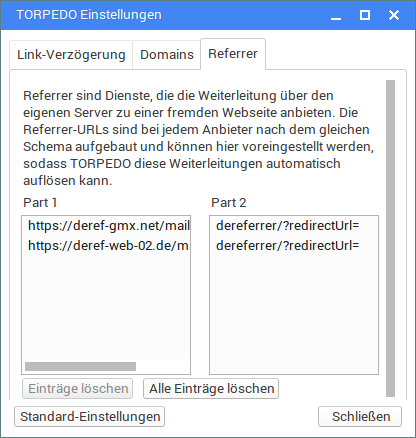 TORPEDO Einstellungen
Link-Verzögerung Domains Referrer
Referrer sind Dienste, die die Weiterleitung über den
eigenen Server zu einer fremden Webseite anbieten. Die
Referrer-URLs sind bei jedem Anbieter nach dem gleichen
Schema aufgebaut und können hier voreingestellt werden,
sodass TORPEDO diese Weiterleitungen automatisch
auflösen kann.
Part 1 Part 2
https://deref-gmx.net/mail dereferrer/?redirectUrl=
https://deref-web-02.de/ma dereferrer/?redirectUrl=
Einträge löschen Alle Einträge löschen
Standard-Einstellungen Schließen